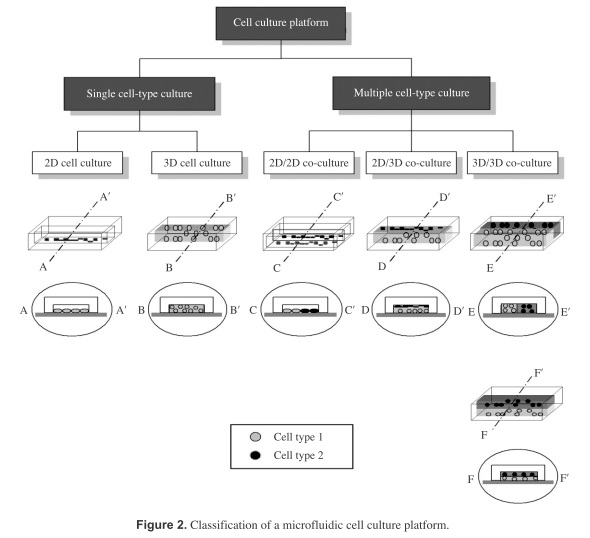 Cell culture platform
Single cell-type culture
Multiple cell-type culture
2D cell culture
3D cell culture
2D/2D co-culture
2D/3D co-culture
3D/3D co-culture
A′
B′
C′
D′
E′
A
B
C
D
E
A
A′
B
B′
C
C′
D
D′
E
E′
F′
F
Cell type 1
Cell type 2
F
F′
Figure 2. Classification of a microfluidic cell culture platform.